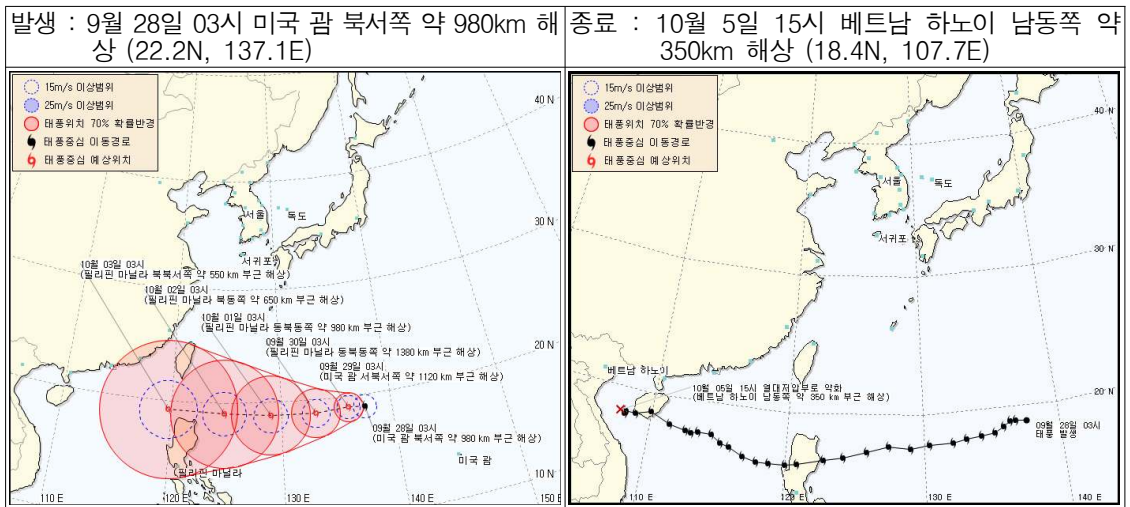 발생 : 9월 28일 03시 미국 괌 북서쪽 약 980km 해
상 (22.2N, 137.1E)
종료 : 10월 5일 15시 베트남 하노이 남동쪽 약
350km 해상 (18.4N, 107.7E)
15m/s 이상범위
25m/s 이상범위
태풍위치 70% 확률반경
태풍중심 이동경로
태풍중심 예상위치
40 N
서울
독도
30 N
서귀포
10월 03일 03시
(필리핀 마닐라 북북서쪽 약 550 km 부근 해상)
10월 02일 03시
(필리핀 마닐라 북동쪽 약 650 km 부근 해상)
10월 01일 03시
(필리핀 마닐라 동북동쪽 약 980 km 부근 해상)
09월 30일 03시
(필리핀 마닐라 동북동쪽 약 1380 km 부근 해상)
20 N
09월 29일 03시
(미국 괌 서북서쪽 약 1120 km 부근 해상)
09월 28일 03시
(미국 괌 북서쪽 약 980 km 부근 해상)
미국 괌
(필리핀 마닐라
10 N
110 E
120 E
130 E
140 E
150 E
15m/s 이상범위
25m/s 이상범위
태풍위치 70% 확률반경
태풍중심 이동경로
태풍중심 예상위치
40 N
서울
독도
서귀포
30 N
베트남 하노이
10월 05일 15시 열대저압부로 약화
(베트남 하노이 남동쪽 약 350 km 부근 해상)
20 N
09월 28일 03시
태풍 발생
110 E
120 E
130 E
140 E